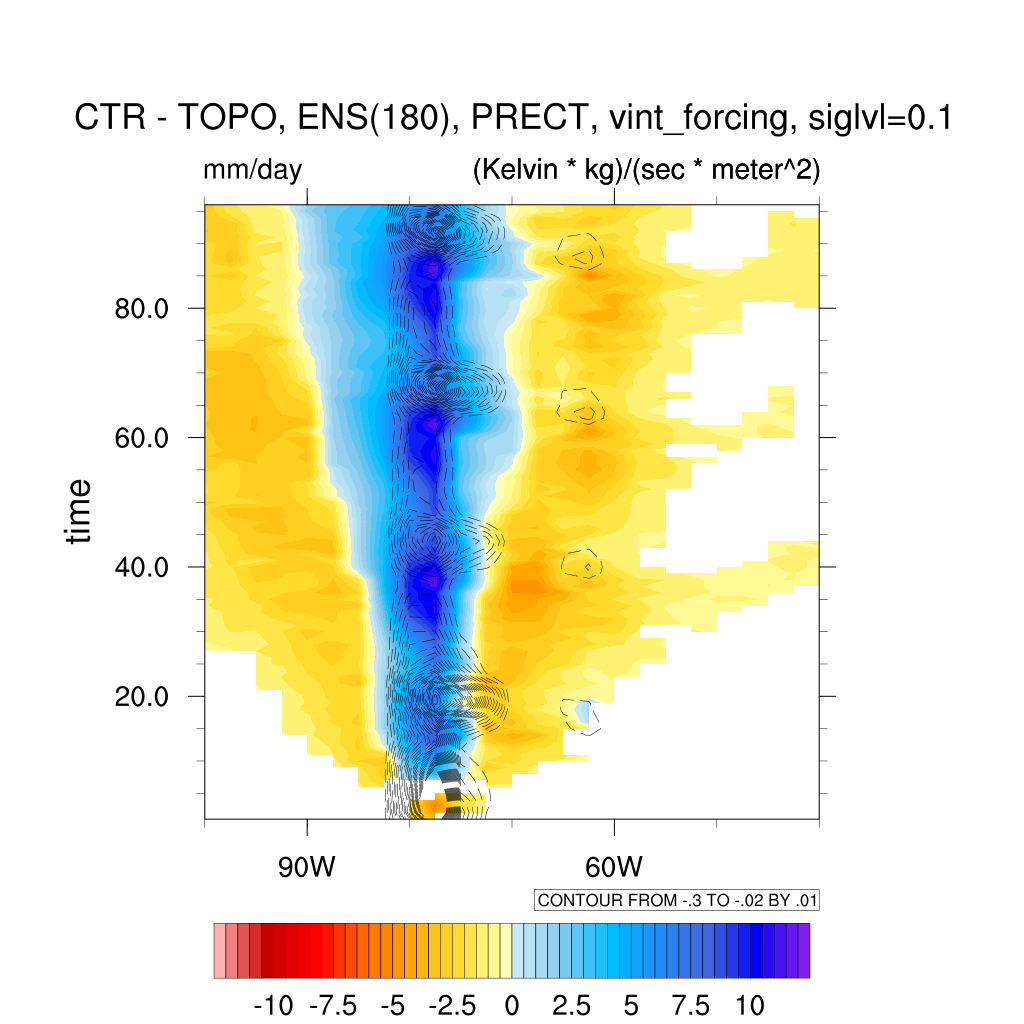 CTR - TOPO, ENS(180), PRECT, vint_forcing, siglvl=0.1
mm/day (Kelvin * kg)/(sec * meter^2)
80.0
60.0
40.0
20.0
time
90W 60W
CONTOUR FROM -.3 TO -.02 BY .01
-10 -7.5 -5 -2.5 0 2.5 5 7.5 10